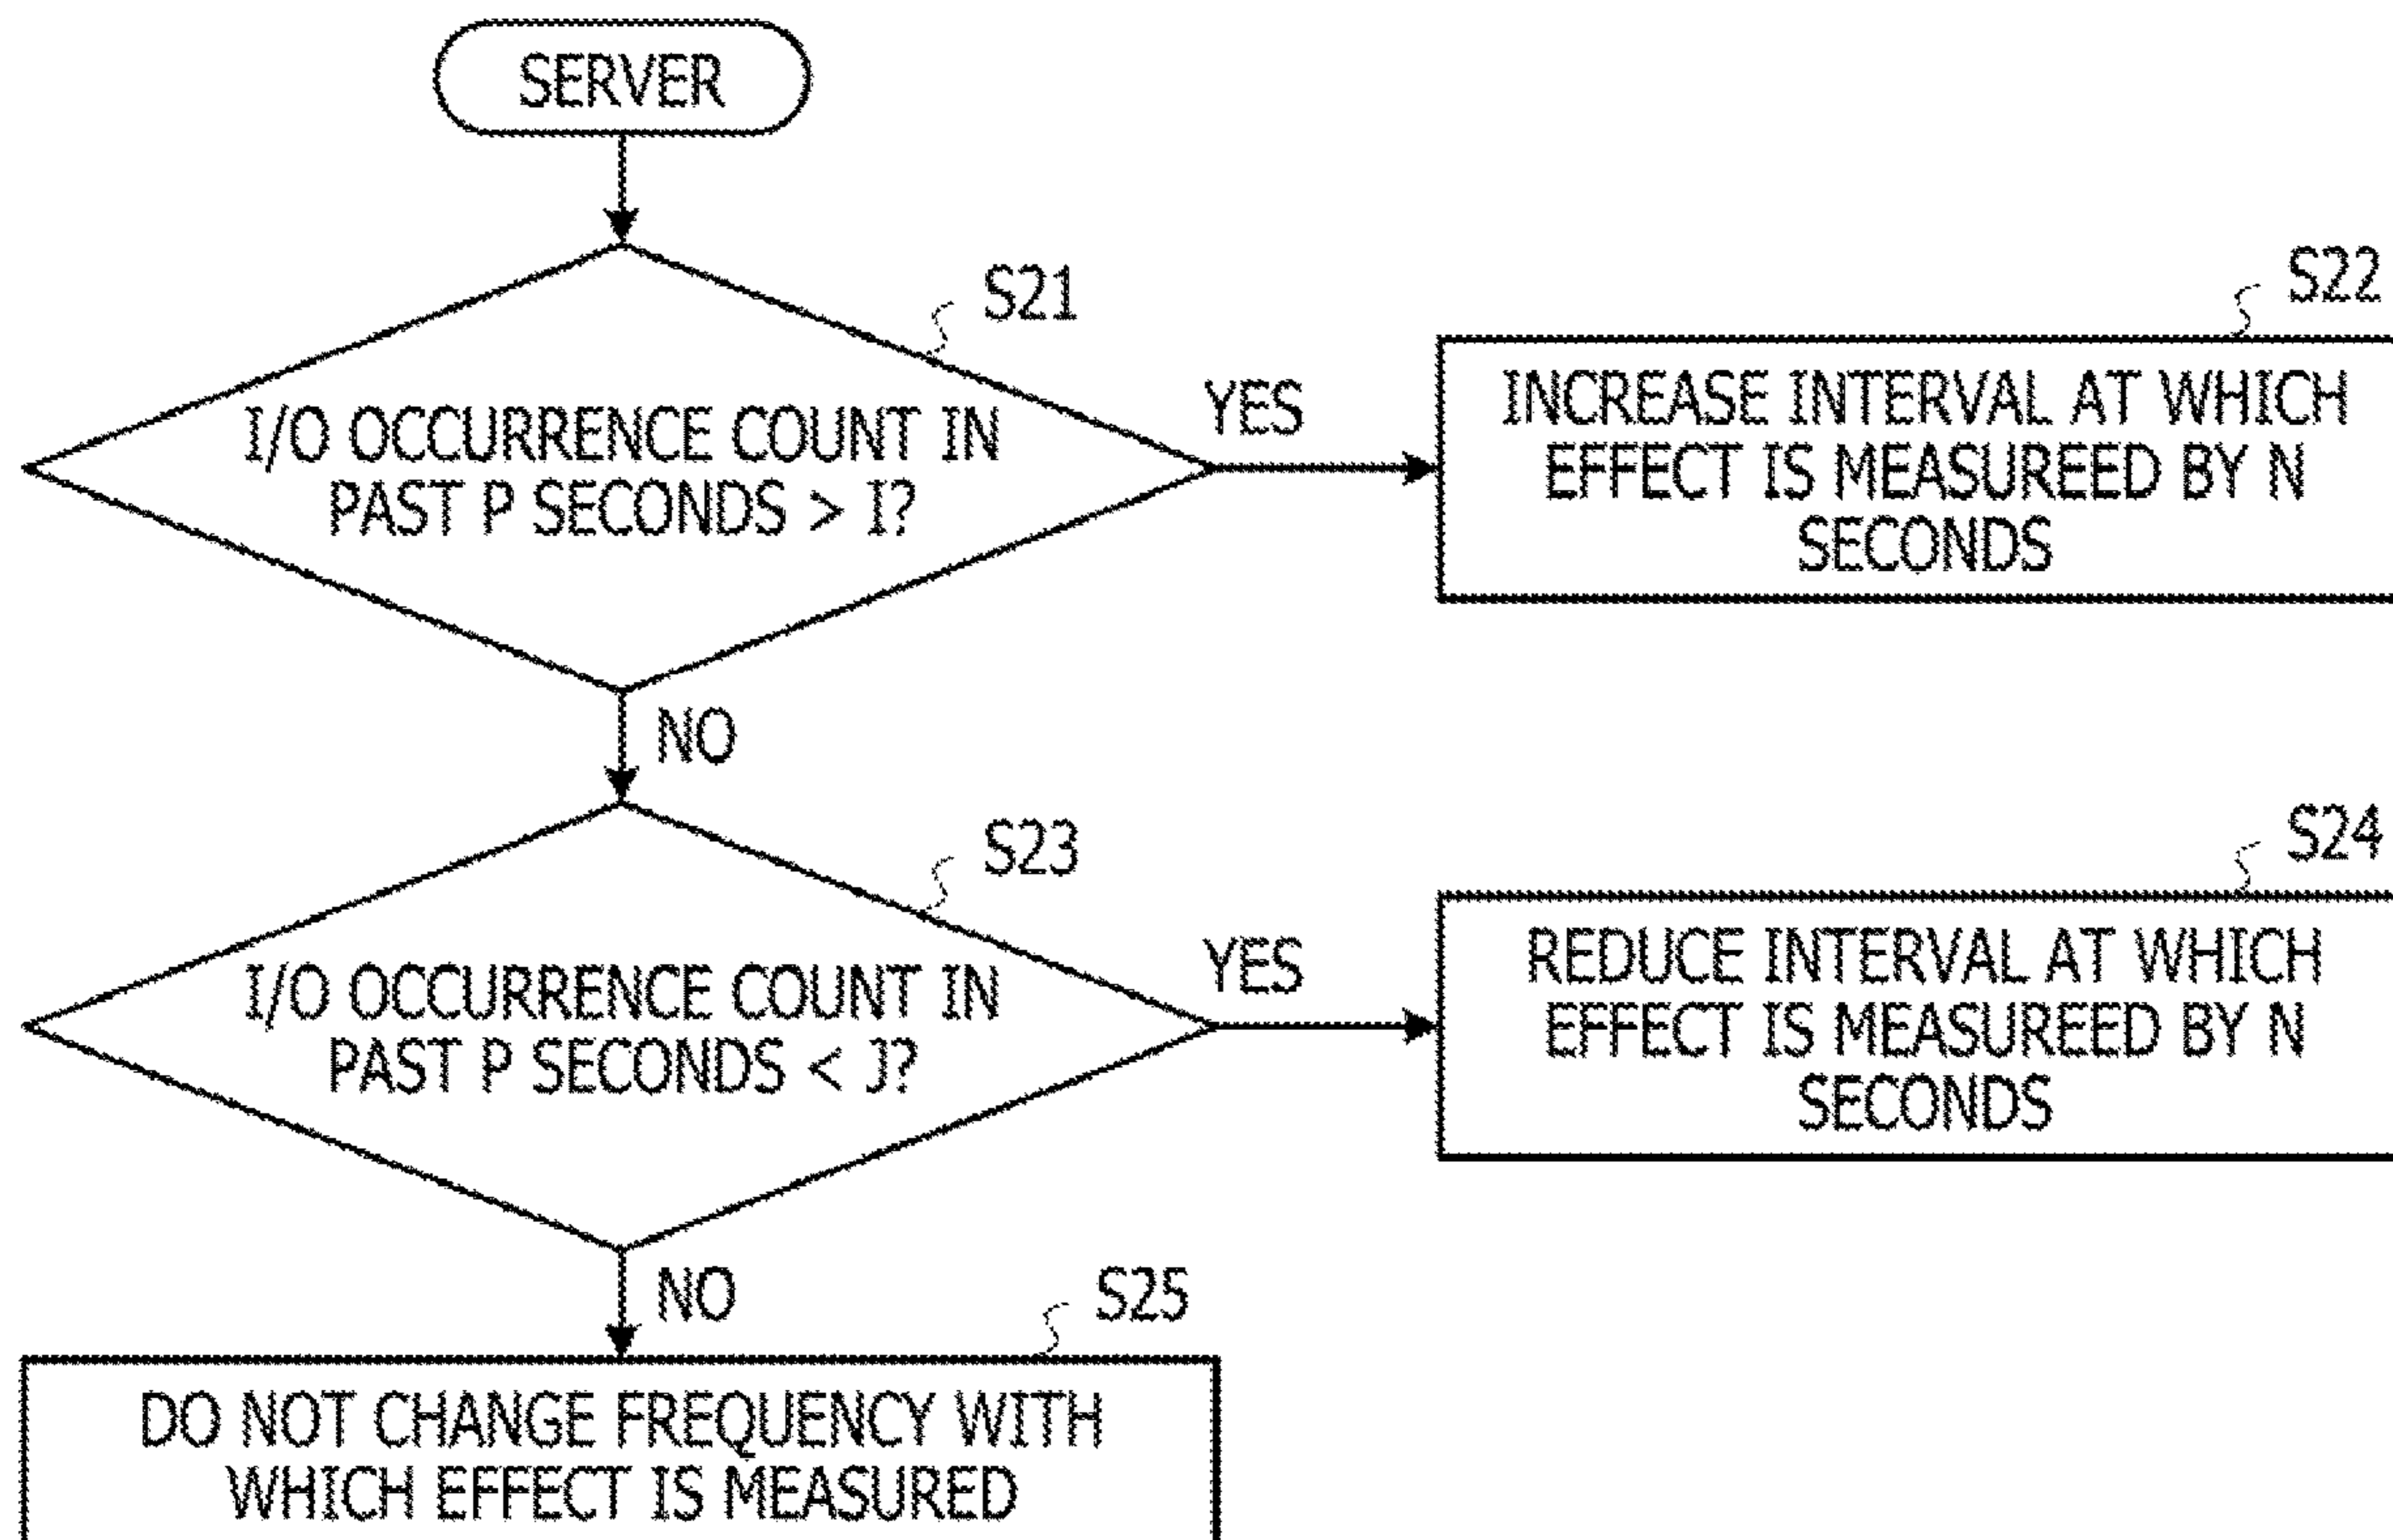 SERVER
S21
I/O OCCURRENCE COUNT IN
PAST P SECONDS > I?
YES
S22
INCREASE INTERVAL AT WHICH
EFFECT IS MEASUREED BY N
SECONDS
NO
S23
I/O OCCURRENCE COUNT IN
PAST P SECONDS < J?
YES
S24
REDUCE INTERVAL AT WHICH
EFFECT IS MEASUREED BY N
SECONDS
NO
S25
DO NOT CHANGE FREQUENCY WITH
WHICH EFFECT IS MEASURED